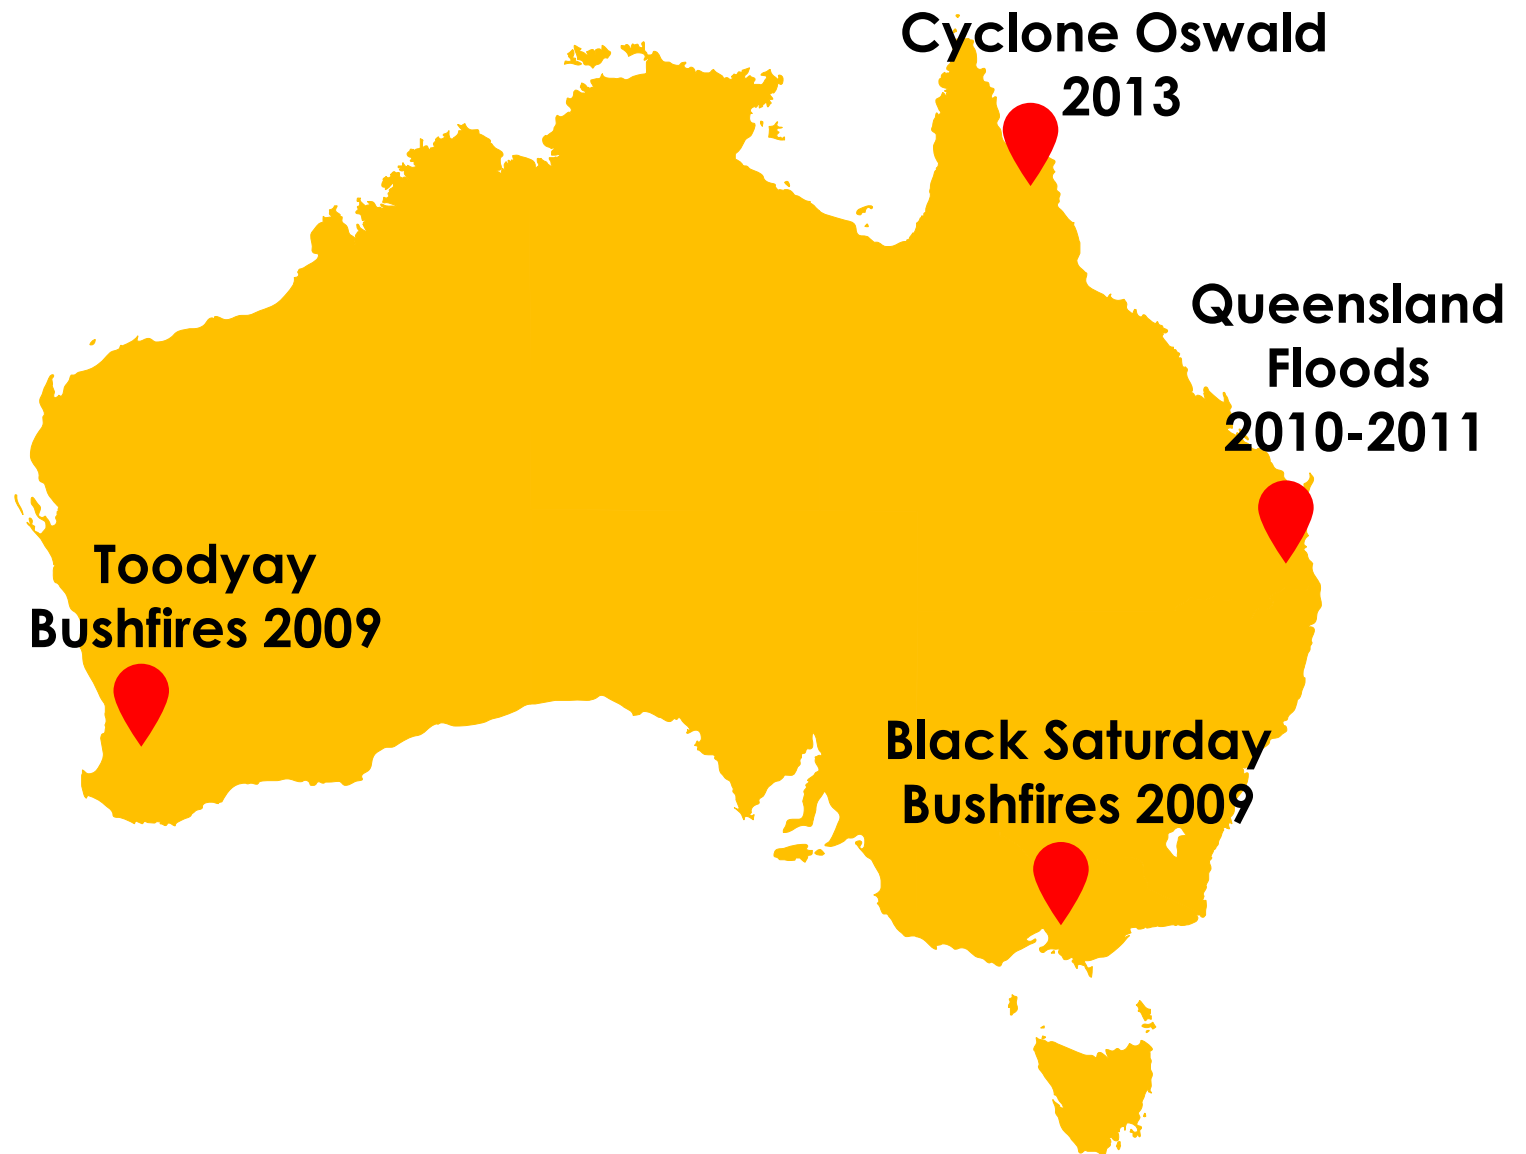 Cyclone Oswald
2013
Queensland
Floods
2010-2011
Toodyay
Bushfires 2009
Black Saturday
Bushfires 2009